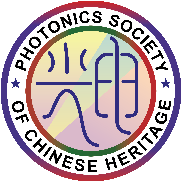 PHOTONICS SOCIETY
光电
OF CHINESE HERITAGE